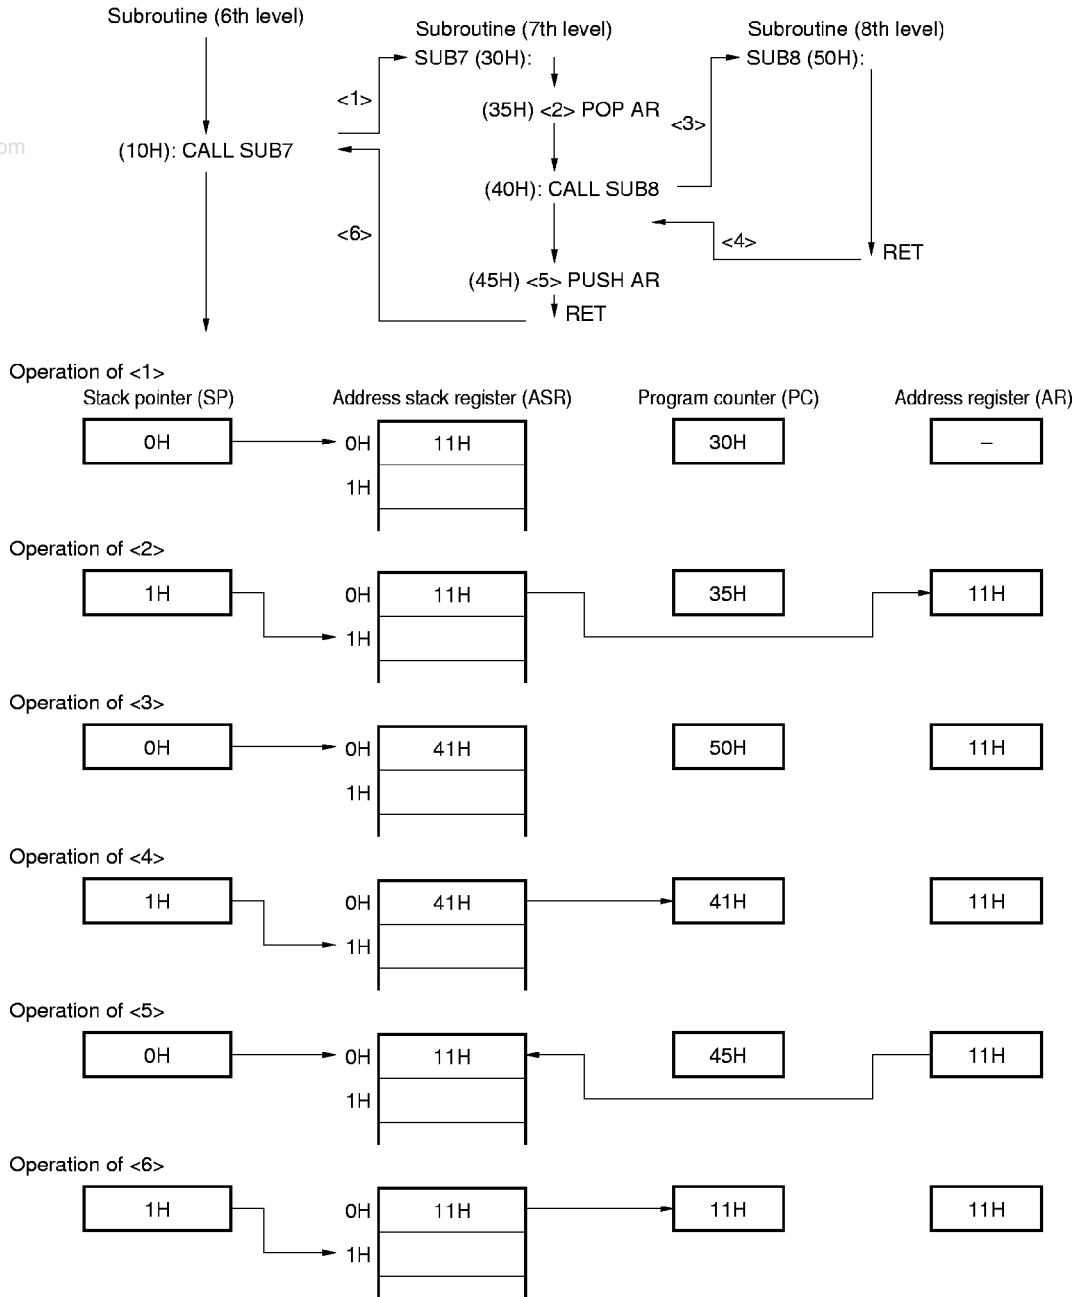 Subroutine (6th level)
Subroutine (7th level)
Subroutine (8th level)
SUB7 (30H):
SUB8 (50H):
<1>
(35H) <2> POP AR
<3>
om
(10H): CALL SUB7
(40H): CALL SUB8
<6>
<4>
RET
(45H) <5> PUSH AR
RET
Operation of <1>
Stack pointer (SP)
Address stack register (ASR)
Program counter (PC)
Address register (AR)
0H
0H
11H
30H
–
1H
Operation of <2>
1H
0H
11H
35H
11H
1H
Operation of <3>
0H
0H
41H
50H
11H
1H
Operation of <4>
1H
0H
41H
41H
11H
1H
Operation of <5>
0H
0H
11H
45H
11H
1H
Operation of <6>
1H
0H
11H
11H
11H
1H